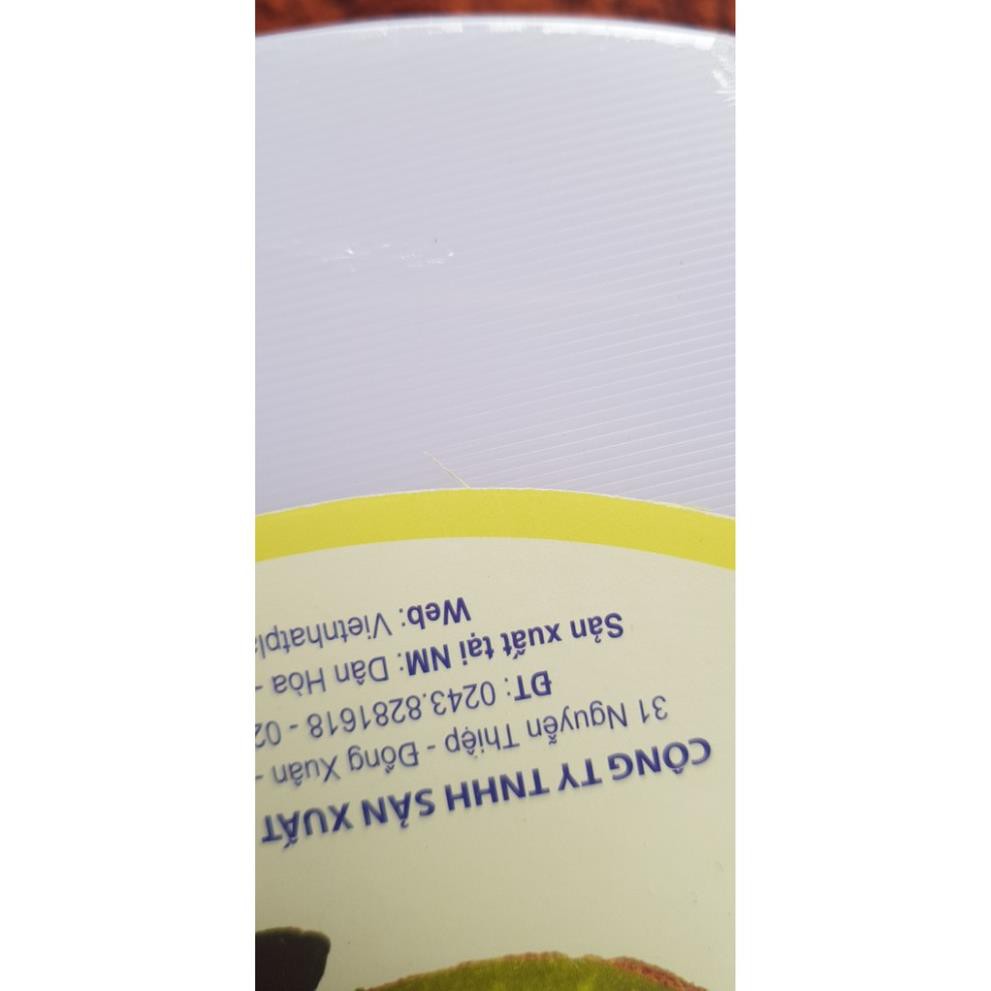 CÔNG TY TNHH SẢN XUẤT
31 Nguyễn Thiệp - Đồng Xuân -
ĐT: 0243.8281618 - 02
Sản xuất tại NM: Dân Hòa -
Web: Vietnhatpla